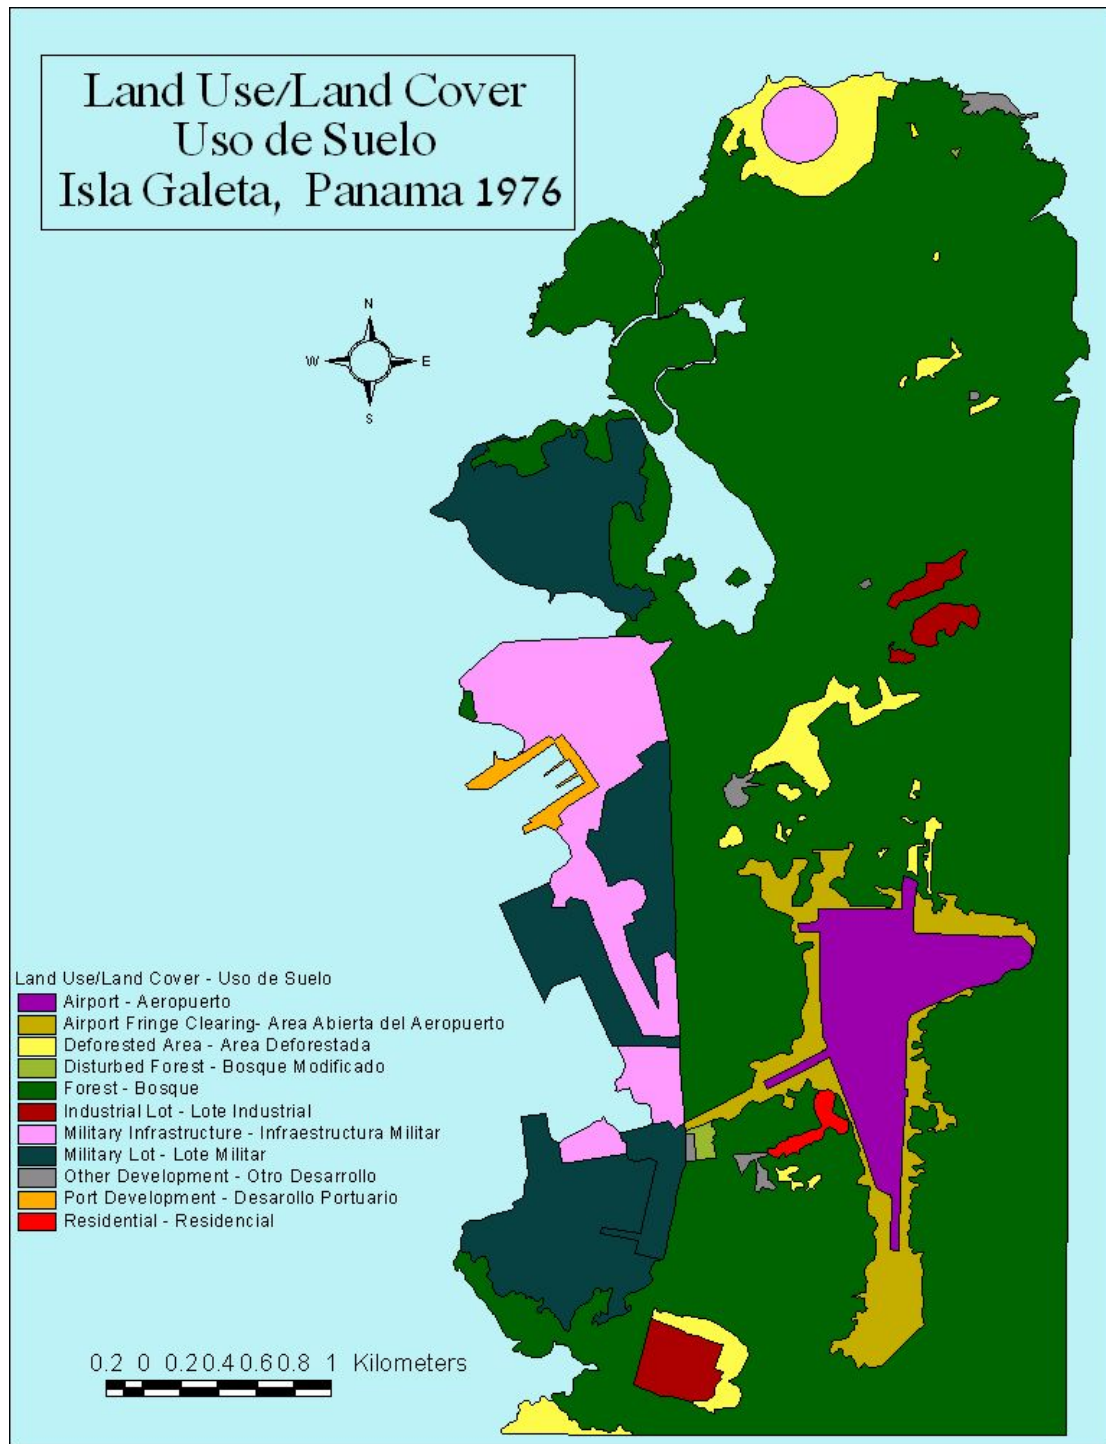 Land Use/Land Cover
Uso de Suelo
Isla Galeta, Panama 1976
N
W E
S
Land Use/Land Cover - Uso de Suelo
Airport - Aeropuerto
Airport Fringe Clearing- Area Abierta del Aeropuerto
Deforested Area - Area Deforestada
Disturbed Forest - Bosque Modificado
Forest - Bosque
Industrial Lot - Lote Industrial
Military Infrastructure - Infraestructura Militar
Military Lot - Lote Militar
Other Development - Otro Desarrollo
Port Development - Desarollo Portuario
Residential - Residencial
0.2 0 0.20.40.60.8 1 Kilometers